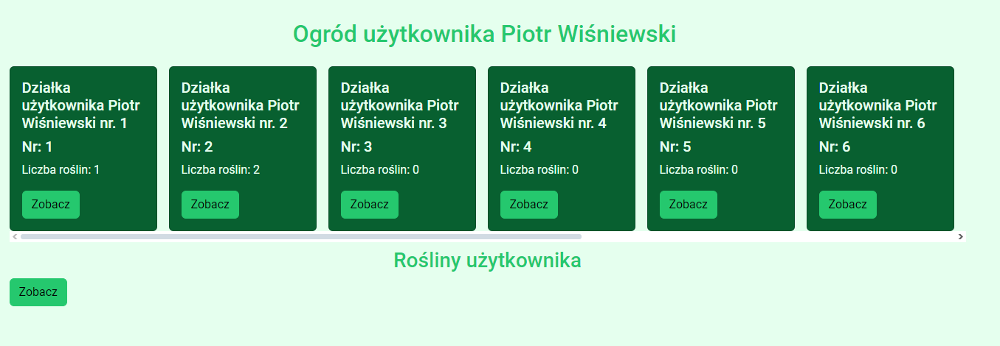 Ogród użytkownika Piotr Wiśniewski
Działka
użytkownika Piotr
Wiśniewski nr. 1
Nr: 1
Liczba roślin: 1
Zobacz
Działka
użytkownika Piotr
Wiśniewski nr. 2
Nr: 2
Liczba roślin: 2
Zobacz
Działka
użytkownika Piotr
Wiśniewski nr. 3
Nr: 3
Liczba roślin: 0
Zobacz
Działka
użytkownika Piotr
Wiśniewski nr. 4
Nr: 4
Liczba roślin: 0
Zobacz
Działka
użytkownika Piotr
Wiśniewski nr. 5
Nr: 5
Liczba roślin: 0
Zobacz
Działka
użytkownika Piotr
Wiśniewski nr. 6
Nr: 6
Liczba roślin: 0
Zobacz
Rośliny użytkownika
Zobacz